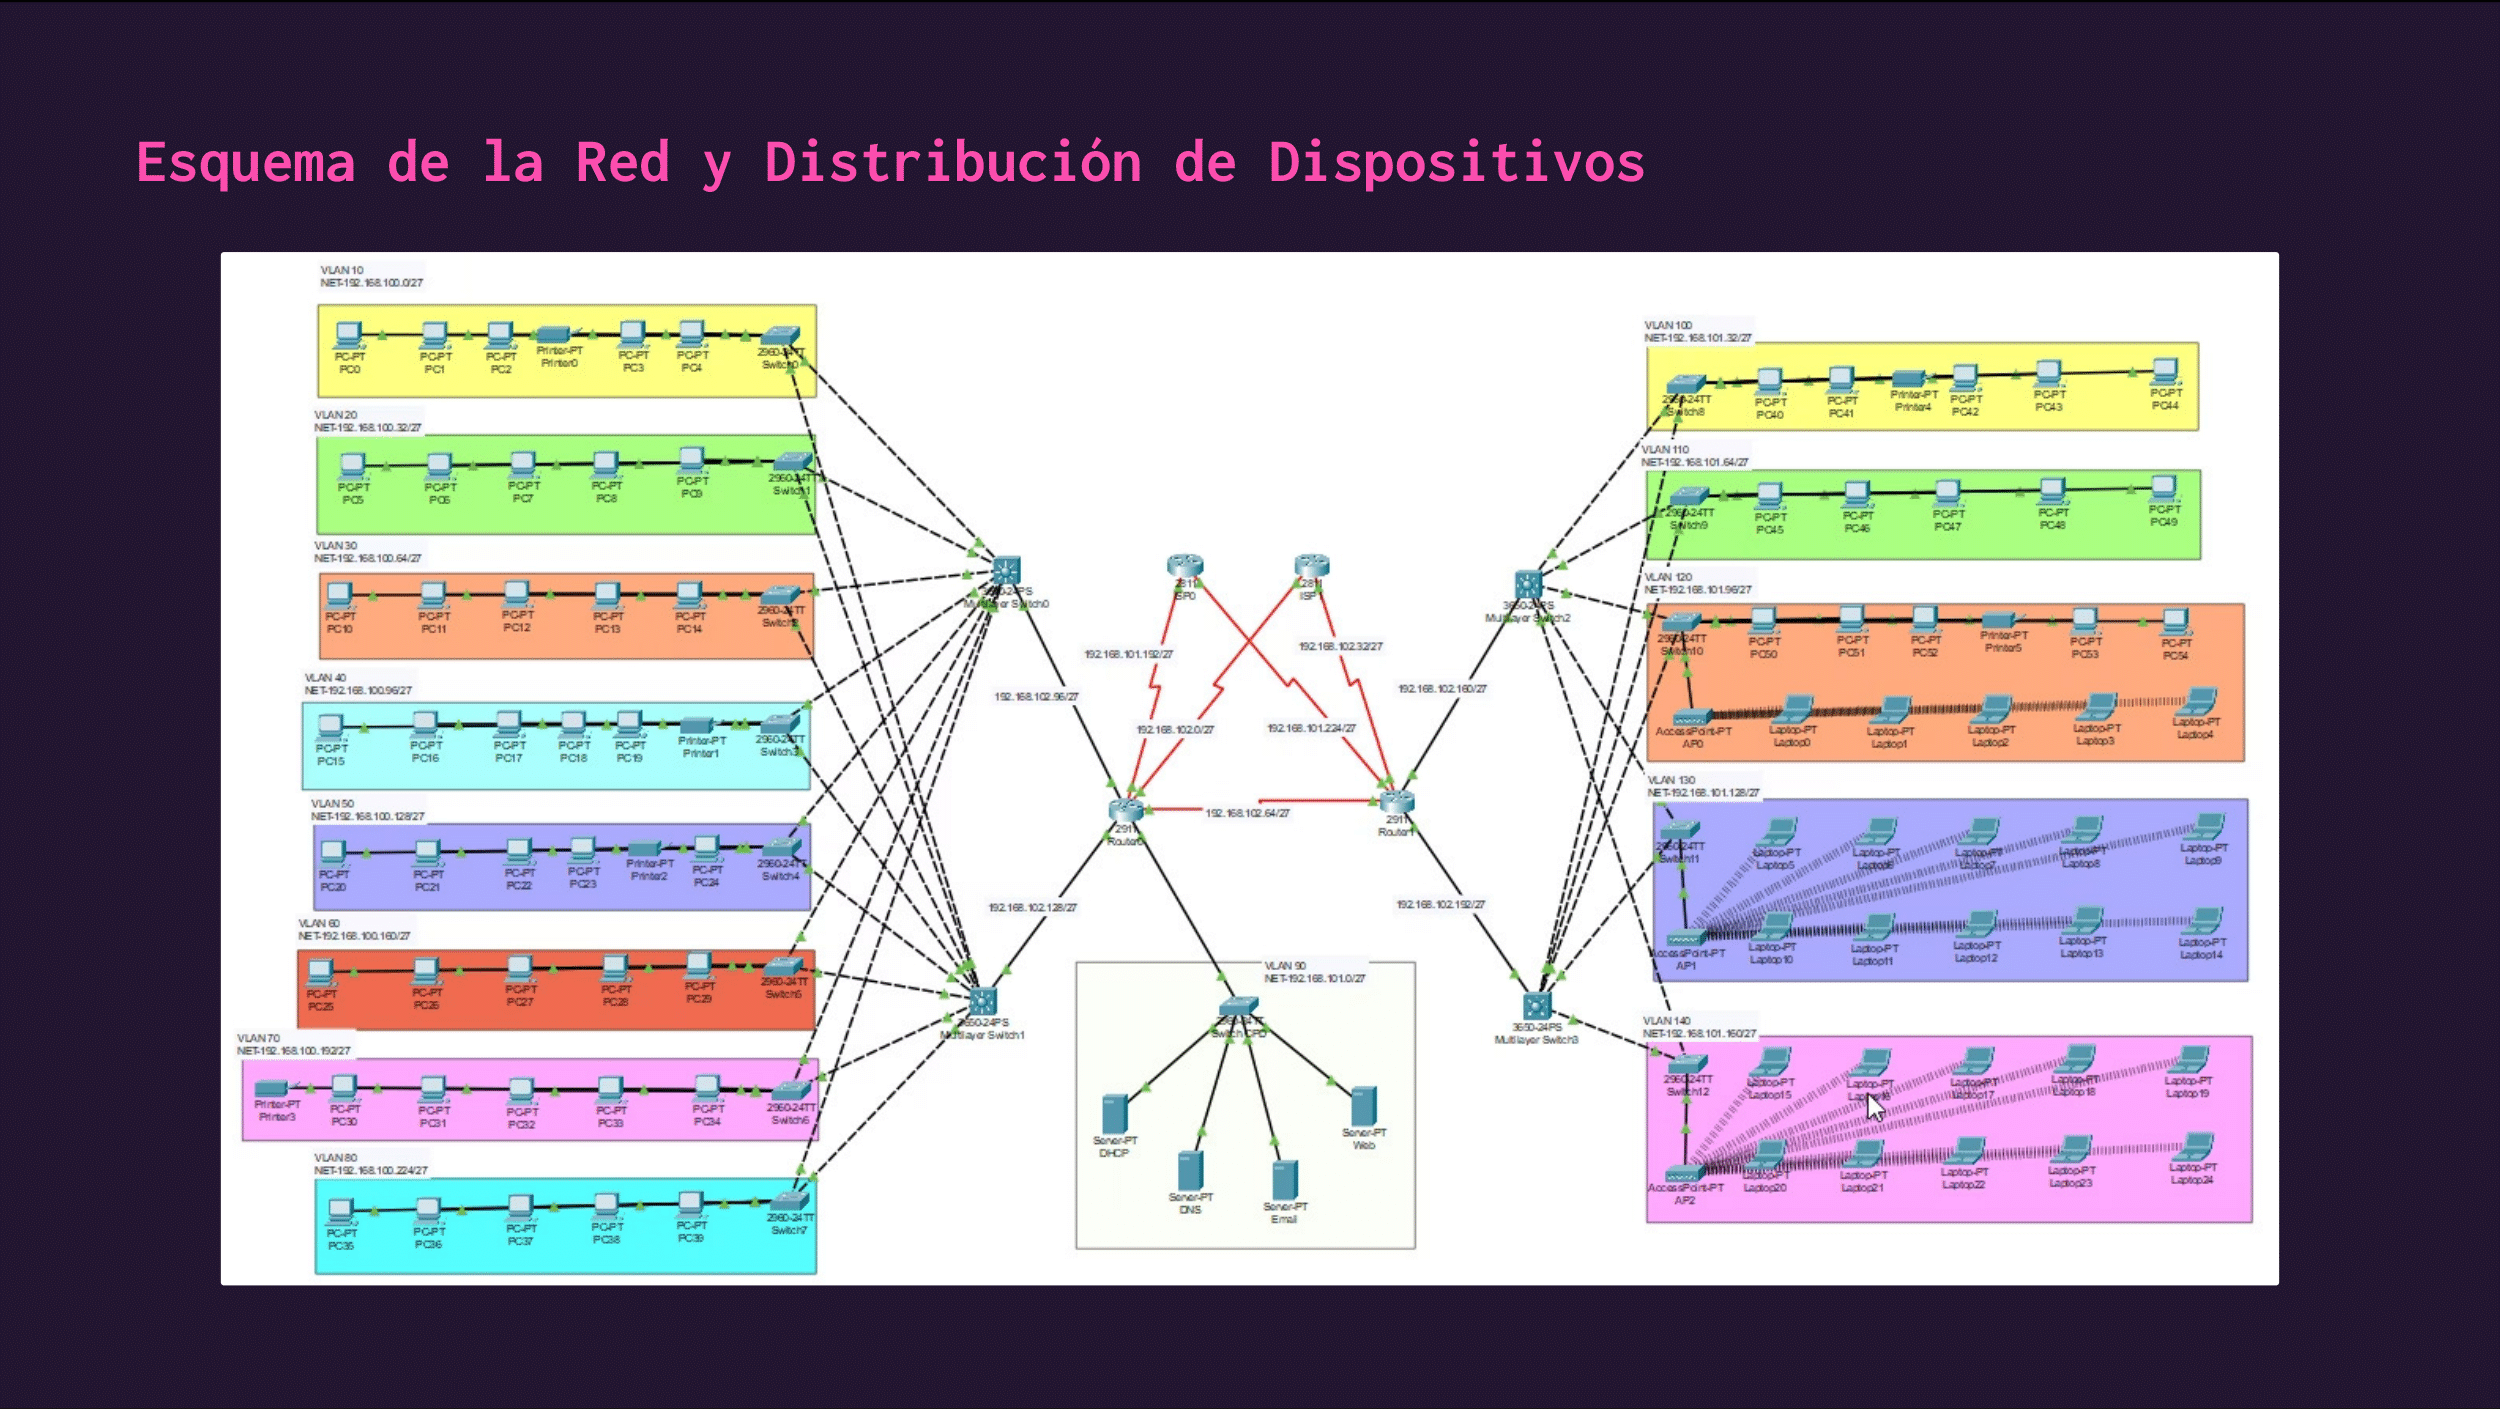 Esquema de la Red y Distribución de Dispositivos
VLAN 10
NET-192.168.100.0/27
PC-PT
PC0
PC-PT
PC1
PC-PT
PC2
Printer-PT
Printer0
PC-PT
PC3
PC-PT
PC4
2960-24TT
Switch0
VLAN 20
NET-192.168.100.32/27
PC-PT
PC5
PC-PT
PC6
PC-PT
PC7
PC-PT
PC8
PC-PT
PC9
2960-24TT
Switch1
VLAN 30
NET-192.168.100.64/27
PC-PT
PC10
PC-PT
PC11
PC-PT
PC12
PC-PT
PC13
PC-PT
PC14
2960-24TT
Switch2
VLAN 40
NET-192.168.100.96/27
PC-PT
PC15
PC-PT
PC16
PC-PT
PC17
PC-PT
PC18
PC-PT
PC19
Printer-PT
Printer1
2960-24TT
Switch3
VLAN 50
NET-192.168.100.128/27
PC-PT
PC20
PC-PT
PC21
PC-PT
PC22
PC-PT
PC23
Printer-PT
Printer2
PC-PT
PC24
2960-24TT
Switch4
VLAN 60
NET-192.168.100.160/27
PC-PT
PC25
PC-PT
PC26
PC-PT
PC27
PC-PT
PC28
PC-PT
PC29
2960-24TT
Switch5
VLAN 70
NET-192.168.100.192/27
Printer-PT
Printer3
PC-PT
PC30
PC-PT
PC31
PC-PT
PC32
PC-PT
PC33
PC-PT
PC34
2960-24TT
Switch6
VLAN 80
NET-192.168.100.224/27
PC-PT
PC35
PC-PT
PC36
PC-PT
PC37
PC-PT
PC38
PC-PT
PC39
2960-24TT
Switch7
3650-24PS
Multilayer Switch0
3650-24PS
Multilayer Switch1
2811
ISP0
2811
192.168.101.192/27
192.168.102.32/27
192.168.102.96/27
192.168.102.0/27
192.168.101.224/27
192.168.102.160/27
192.168.102.64/27
2911
Router0
2911
Router1
192.168.102.128/27
192.168.102.192/27
VLAN 90
NET-192.168.101.0/27
2960-24TT
Switch CPD
Server-PT
DHCP
Server-PT
DNS
Server-PT
Email
Server-PT
Web
3650-24PS
Multilayer Switch2
3650-24PS
Multilayer Switch3
VLAN 100
NET-192.168.101.32/27
2960-24TT
Switch8
PC-PT
PC40
PC-PT
PC41
Printer-PT
Printer4
PC-PT
PC42
PC-PT
PC43
PC-PT
PC44
VLAN 110
NET-192.168.101.64/27
2960-24TT
Switch9
PC-PT
PC45
PC-PT
PC46
PC-PT
PC47
PC-PT
PC48
PC-PT
PC49
VLAN 120
NET-192.168.101.96/27
2960-24TT
Switch10
PC-PT
PC50
PC-PT
PC51
PC-PT
PC52
Printer-PT
Printer5
PC-PT
PC53
PC-PT
PC54
AccessPoint-PT
AP0
Laptop-PT
Laptop0
Laptop-PT
Laptop1
Laptop-PT
Laptop2
Laptop-PT
Laptop3
Laptop-PT
Laptop4
VLAN 130
NET-192.168.101.128/27
2960-24TT
Switch11
Laptop-PT
Laptop5
Laptop-PT
Laptop6
Laptop-PT
Laptop7
Laptop-PT
Laptop8
Laptop-PT
Laptop9
AccessPoint-PT
AP1
Laptop-PT
Laptop10
Laptop-PT
Laptop11
Laptop-PT
Laptop12
Laptop-PT
Laptop13
Laptop-PT
Laptop14
VLAN 140
NET-192.168.101.160/27
2960-24TT
Switch12
Laptop-PT
Laptop15
Laptop-PT
Laptop16
Laptop-PT
Laptop17
Laptop-PT
Laptop18
Laptop-PT
Laptop19
AccessPoint-PT
AP2
Laptop-PT
Laptop20
Laptop-PT
Laptop21
Laptop-PT
Laptop22
Laptop-PT
Laptop23
Laptop-PT
Laptop24